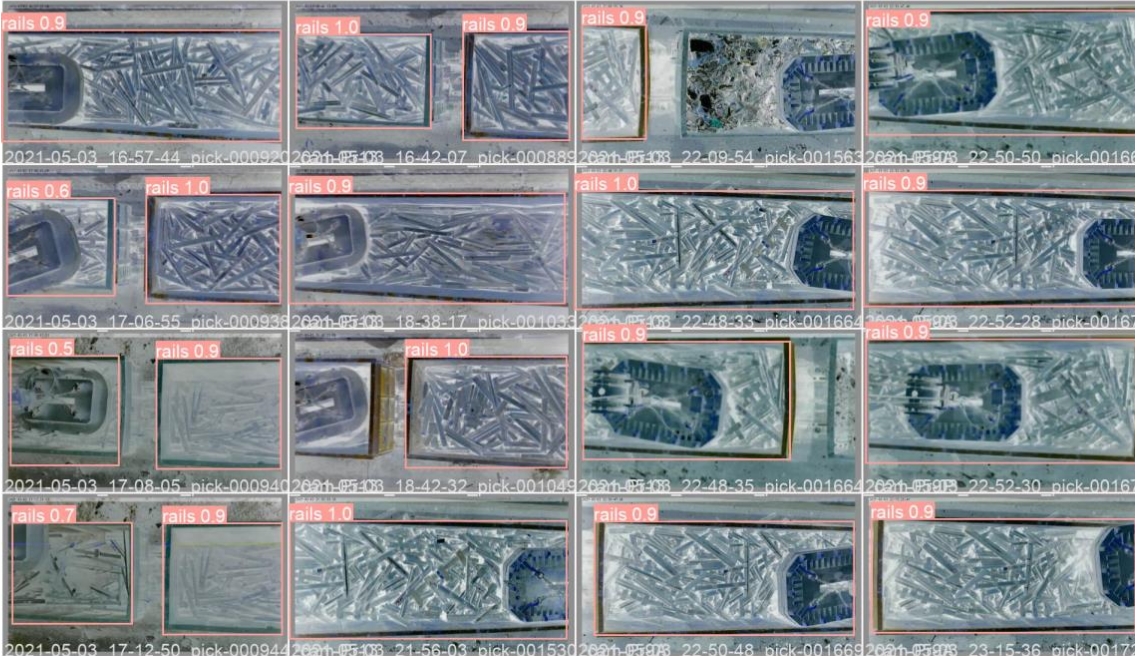 rails 0.9 rails 1.0 rails 0.9 rails 0.9 rails 0.9
2021-05-03_16-57-44_pick-000920 16-42-07_pick-000889 22-09-54_pick-001563 22-50-50_pick-00166
rails 0.6 rails 1.0 rails 0.9 rails 1.0 rails 0.9
2021-05-03_17-06-55_pick-000938 18-38-17_pick-001033 22-48-33_pick-001664 22-52-28_pick-00167
rails 0.5 rails 0.9 rails 1.0 rails 0.9 rails 0.9
2021-05-03_17-08-05_pick-000940 18-42-32_pick-001049 22-48-35_pick-001664 22-52-30_pick-00167
rails 0.7 rails 0.9 rails 1.0 rails 0.9 rails 0.9
2021-05-03_17-12-50_pick-000944 21-56-03_pick-001530 22-50-48_pick-001669 23-15-36_pick-00171